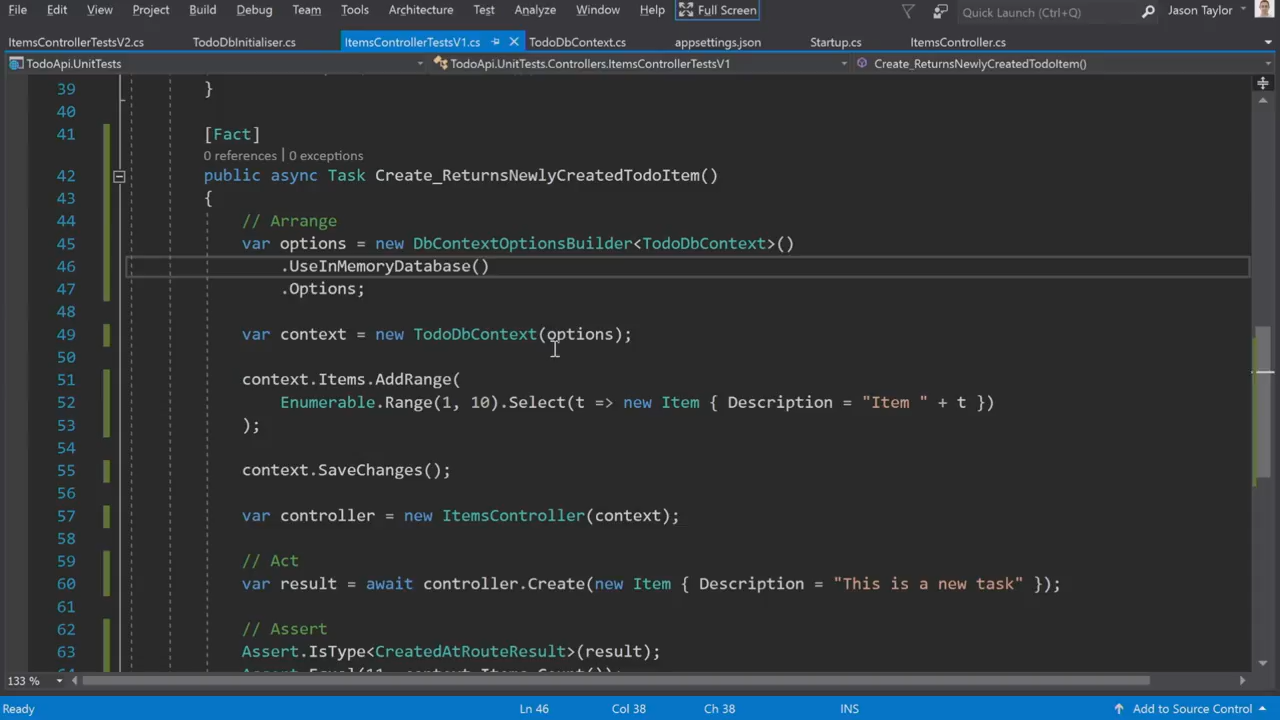 File Edit View Project Build Debug Team Tools Architecture Test Analyze Window Help Full Screen Quick Launch (Ctrl+Q) Jason Taylor
ItemsControllerTestsV2.cs TodoDbInitialiser.cs ItemsControllerTestsV1.cs TodoDbContext.cs appsettings.json Startup.cs ItemsController.cs
TodoApi.UnitTests TodoApi.UnitTests.Controllers.ItemsControllerTestsV1 Create_ReturnsNewlyCreatedTodoItem()
39 }
40
41 [Fact]
0 references | 0 exceptions
42 public async Task Create_ReturnsNewlyCreatedTodoItem()
43 {
44 // Arrange
45 var options = new DbContextOptionsBuilder<TodoDbContext>()
46 .UseInMemoryDatabase()
47 .Options;
48
49 var context = new TodoDbContext(options);
50
51 context.Items.AddRange(
52 Enumerable.Range(1, 10).Select(t => new Item { Description = "Item " + t })
53 );
54
55 context.SaveChanges();
56
57 var controller = new ItemsController(context);
58
59 // Act
60 var result = await controller.Create(new Item { Description = "This is a new task" });
61
62 // Assert
63 Assert.IsType<CreatedAtRouteResult>(result);
64 Assert.Equal(11, context.Items.Count());
133 %
Ready Ln 46 Col 38 Ch 38 INS Add to Source Control